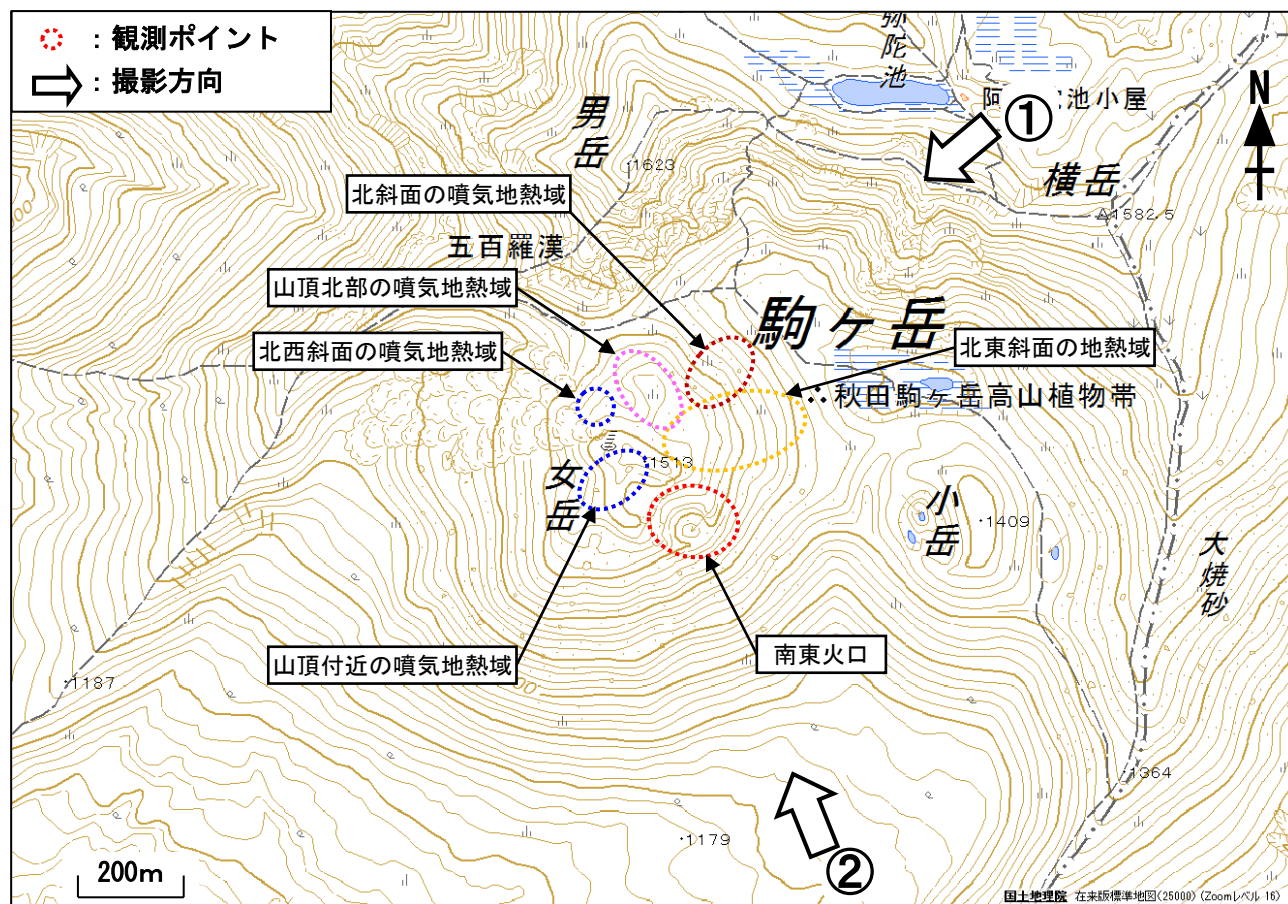 ：観測ポイント
：撮影方向
弥陀池
池小屋
①
N
男岳
1623
横岳
1582.5
北斜面の噴気地熱域
五百羅漢
山頂北部の噴気地熱域
駒ヶ岳
北西斜面の噴気地熱域
北東斜面の地熱域
秋田駒ヶ岳高山植物帯
1513
女岳
小岳
1409
大焼砂
山頂付近の噴気地熱域
南東火口
1187
1364
1179
200m
②
国土地理院 在来版標準地図(25000) (Zoomレベル 16)